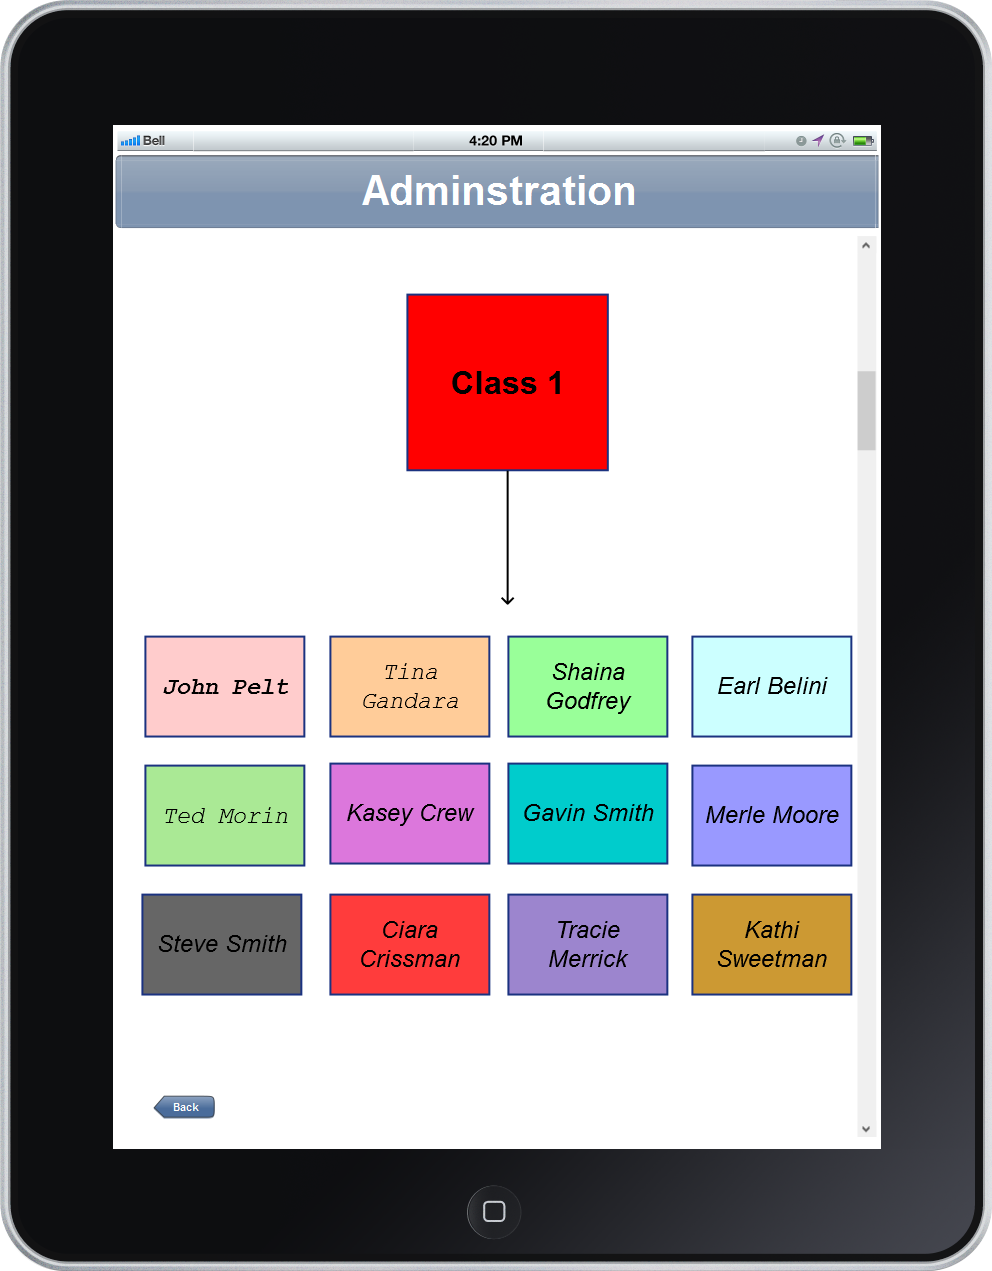 Bell
4:20 PM
Adminstration
Class 1
John Pelt
Tina
Gandara
Shaina
Godfrey
Earl Belini
Ted Morin
Kasey Crew
Gavin Smith
Merle Moore
Steve Smith
Ciara
Crissman
Tracie
Merrick
Kathi
Sweetman
Back